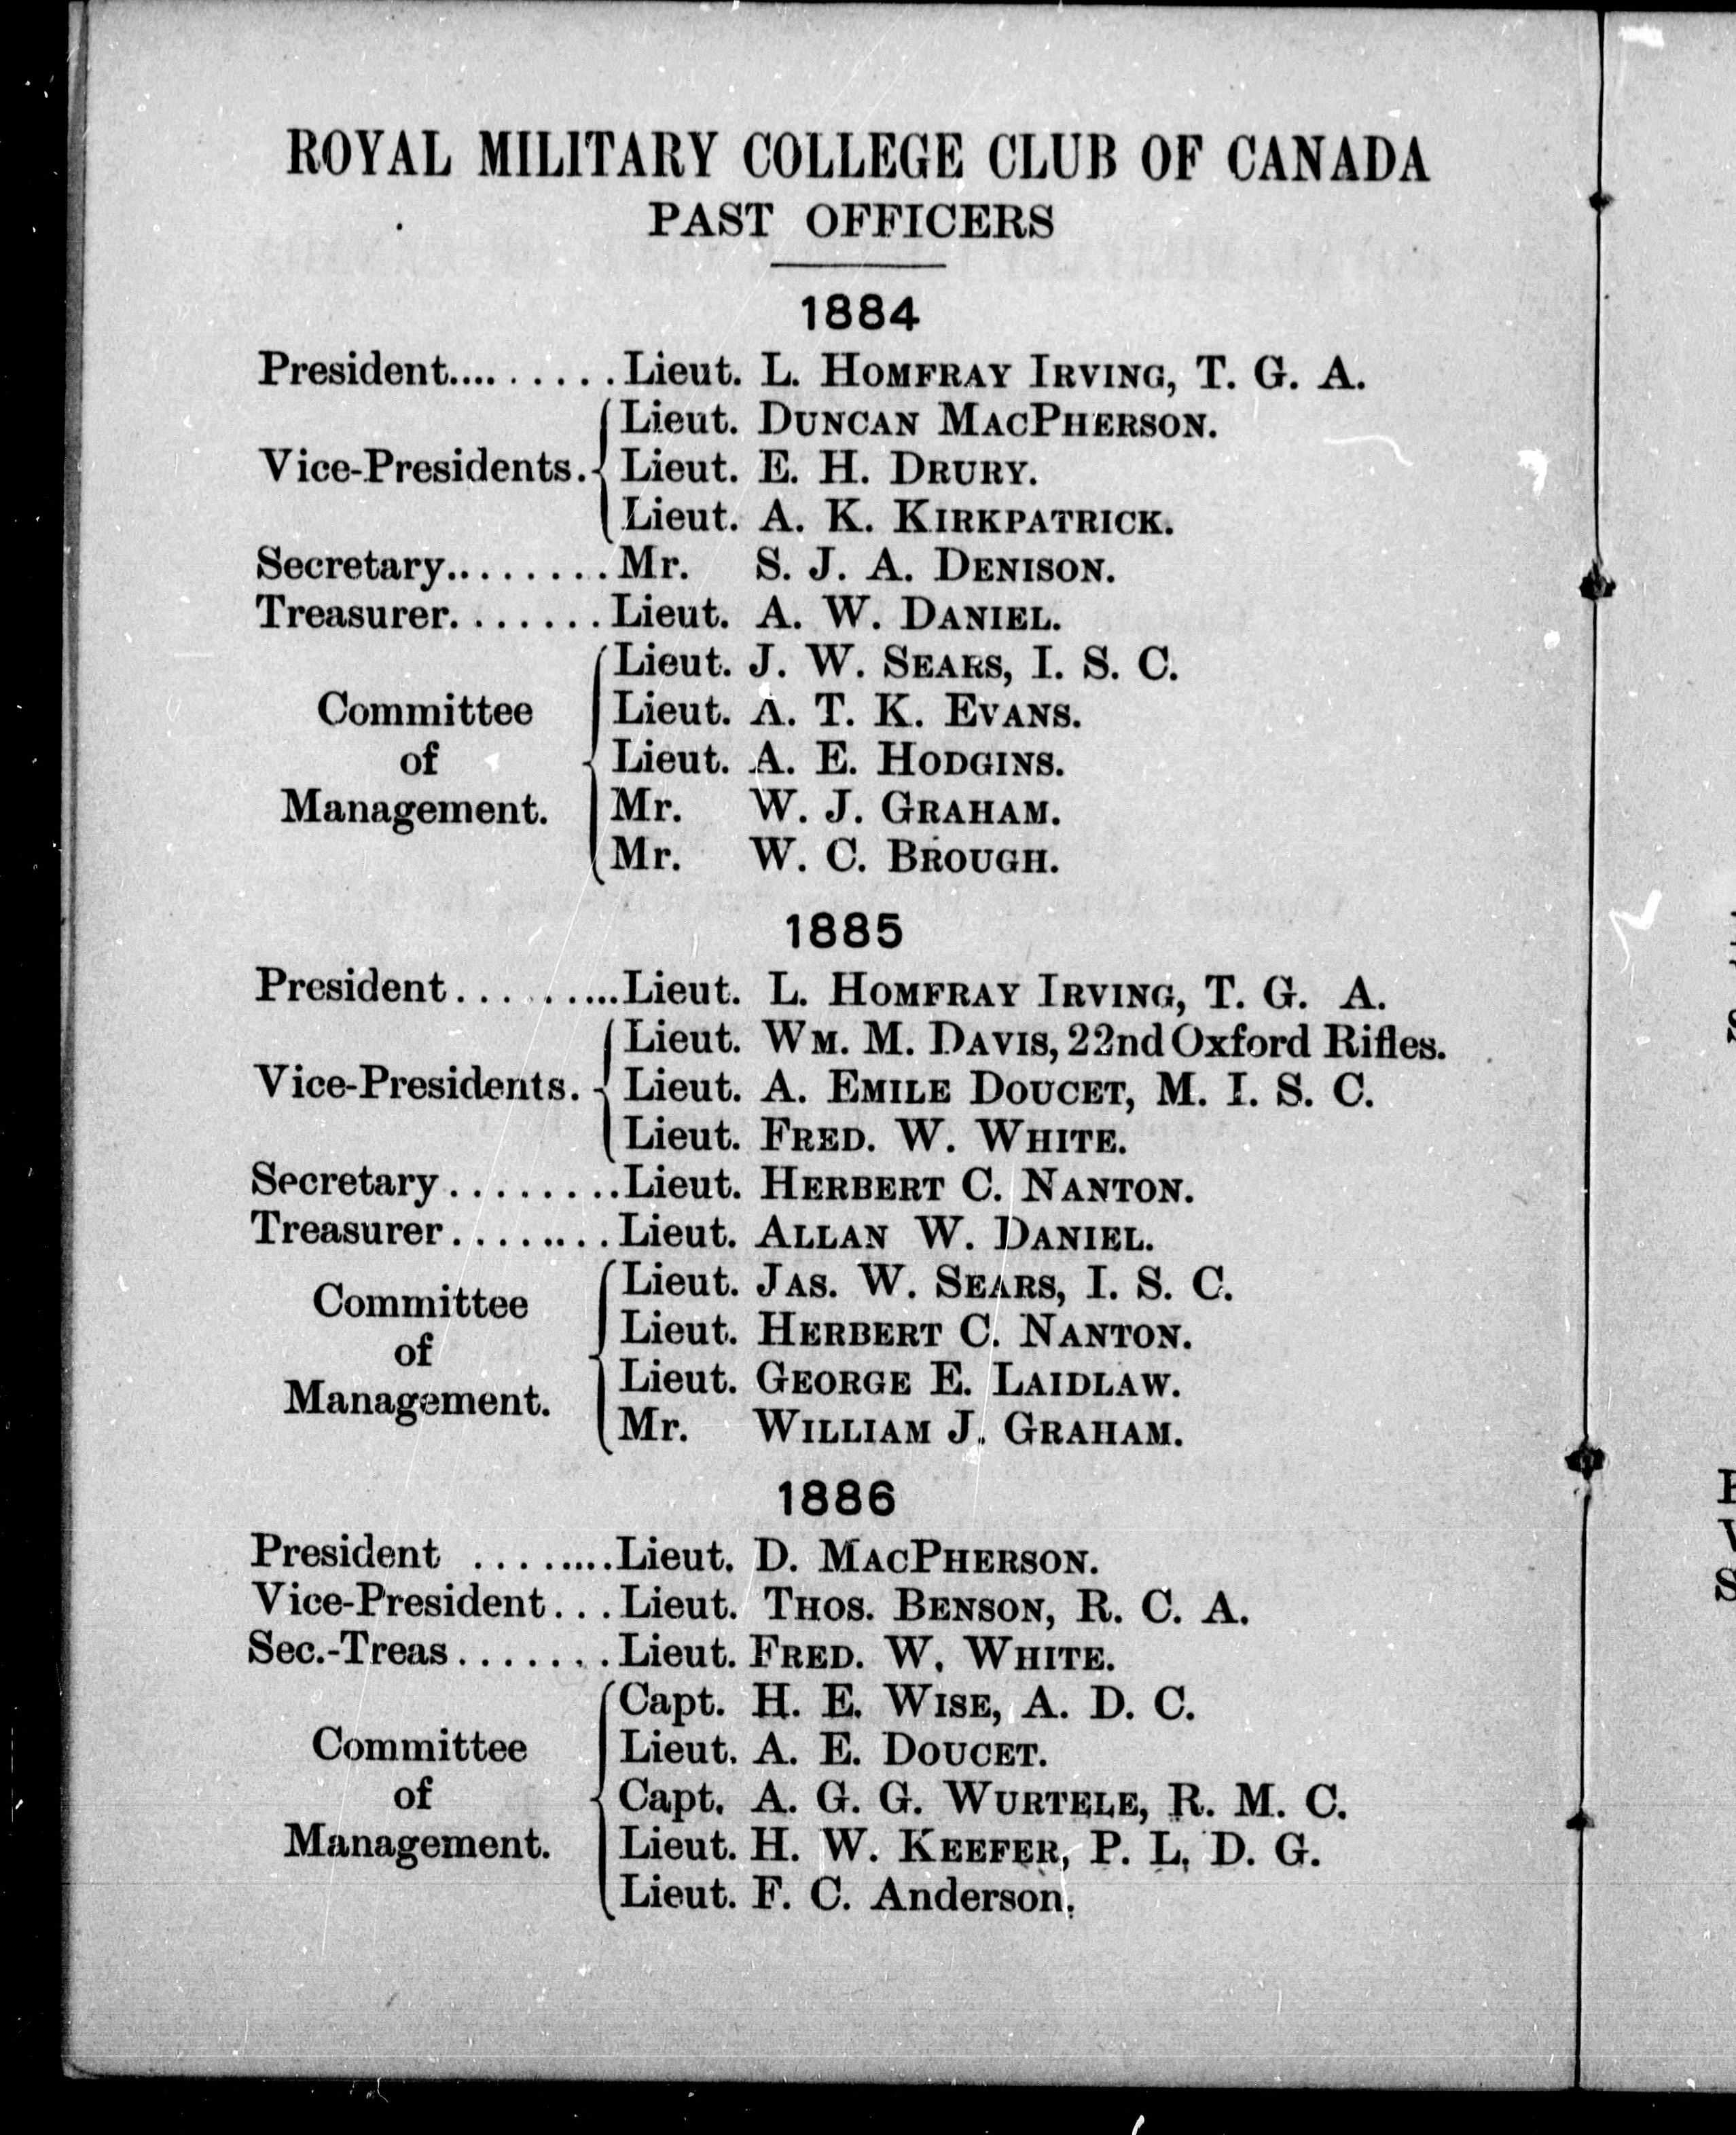 ROYAL MILITARY COLLEGE CLUB OF CANADA
PAST OFFICERS
1884
President.......... Lieut. L. HOMFRAY IRVING, T. G. A.
Lieut. DUNCAN MACPHERSON.
Vice-Presidents. Lieut. E. H. DRURY.
Lieut. A. K. KIRKPATRICK.
Secretary......... Mr. S. J. A. DENISON.
Treasurer....... Lieut. A. W. DANIEL.
Lieut. J. W. SEARS, I. S. C.
Committee Lieut. A. T. K. EVANS.
of Lieut. A. E. HODGINS.
Management. Mr. W. J. GRAHAM.
Mr. W. C. BROUGH.
1885
President.......... Lieut. L. HOMFRAY IRVING, T. G. A.
Lieut. WM. M. DAVIS, 22nd Oxford Rifles.
Vice-Presidents. Lieut. A. EMILE DOUCET, M. I. S. C.
Lieut. FRED. W. WHITE.
Secretary......... Lieut. HERBERT C. NANTON.
Treasurer......... Lieut. ALLAN W. DANIEL.
Lieut. JAS. W. SEARS, I. S. C.
Committee
Lieut. HERBERT C. NANTON.
of
Lieut. GEORGE E. LAIDLAW.
Management.
Mr. WILLIAM J. GRAHAM.
1886
President ........ Lieut. D. MACPHERSON.
Vice-President... Lieut. THOS. BENSON, R. C. A.
Sec.-Treas........ Lieut. FRED. W. WHITE.
Capt. H. E. WISE, A. D. C.
Committee Lieut. A. E. DOUCET.
of Capt. A. G. G. WURTELE, R. M. C.
Management. Lieut. H. W. KEEFER, P. L. D. G.
Lieut. F. C. Anderson.